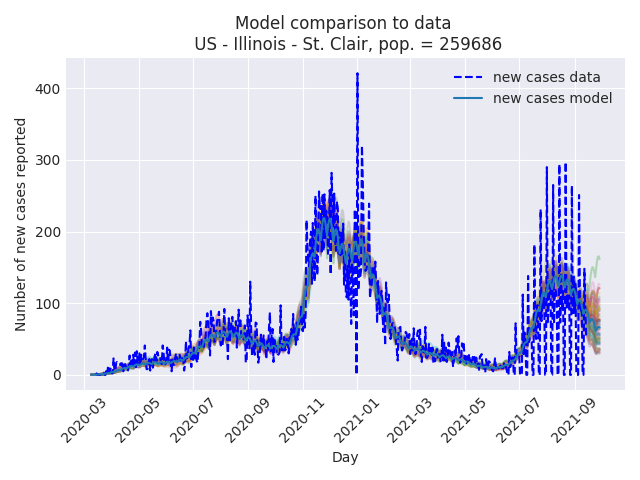 Model comparison to data
US - Illinois - St. Clair, pop. = 259686
new cases data
new cases model
Number of new cases reported
400
300
200
100
0
2020-03
2020-05
2020-07
2020-09
2020-11
2021-01
2021-03
2021-05
2021-07
2021-09
Day